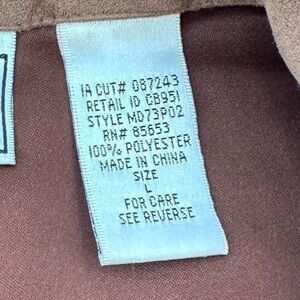 IA CUT# 087243
RETAIL ID CB951
STYLE MD73P02
RN# 85653
100% POLYESTER
MADE IN CHINA
SIZE
L
FOR CARE
SEE REVERSE